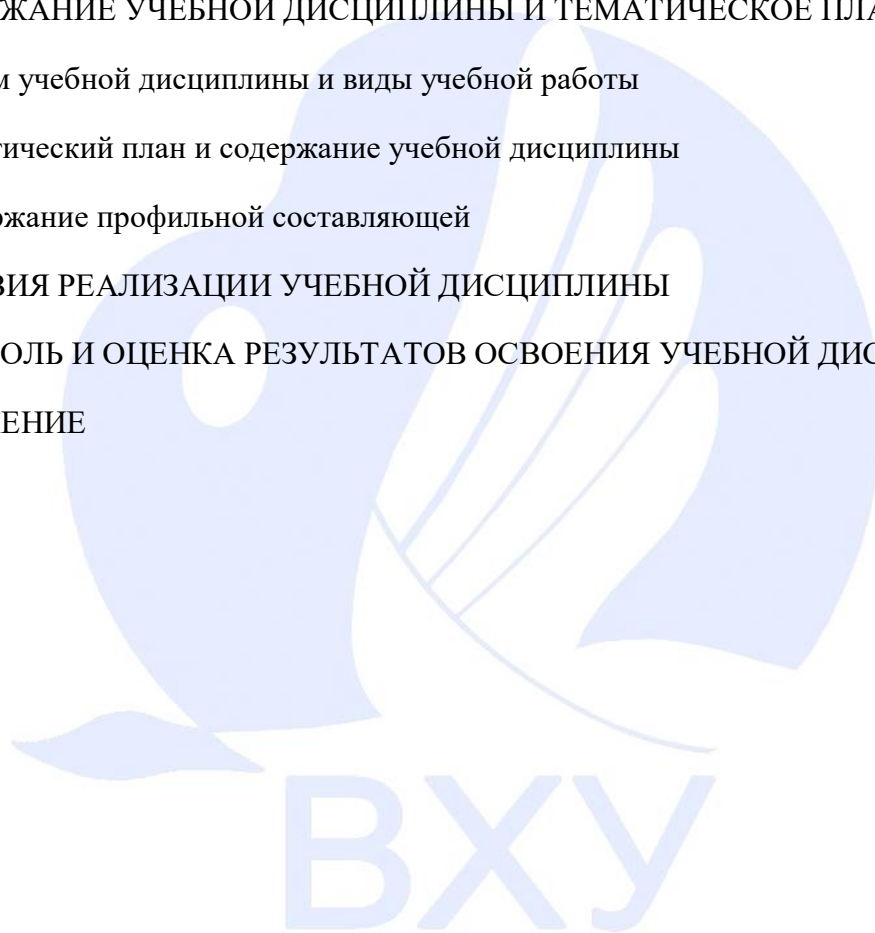 ЖАНИЕ УЧЕБНОЙ ДИСЦИПЛИНЫ И ТЕМАТИЧЕСКОЕ ПЛА
м учебной дисциплины и виды учебной работы
тический план и содержание учебной дисциплины
ржание профильной составляющей
ВИЯ РЕАЛИЗАЦИИ УЧЕБНОЙ ДИСЦИПЛИНЫ
ОЛЬ И ОЦЕНКА РЕЗУЛЬТАТОВ ОСВОЕНИЯ УЧЕБНОЙ ДИС
ЕНИЕ
ВХУ